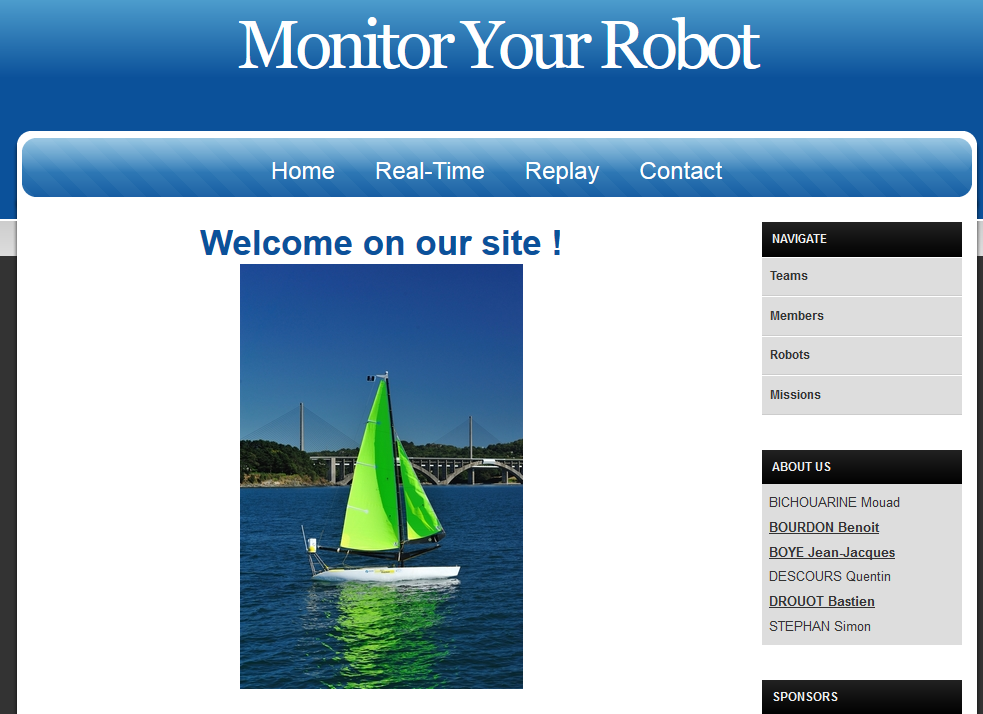 Monitor Your Robot
Home Real-Time Replay Contact
Welcome on our site !
NAVIGATE
Teams
Members
Robots
Missions
ABOUT US
BICHOUARINE Mouad
BOURDON Benoit
BOYE Jean-Jacques
DESCOURS Quentin
DROUOT Bastien
STEPHAN Simon
SPONSORS